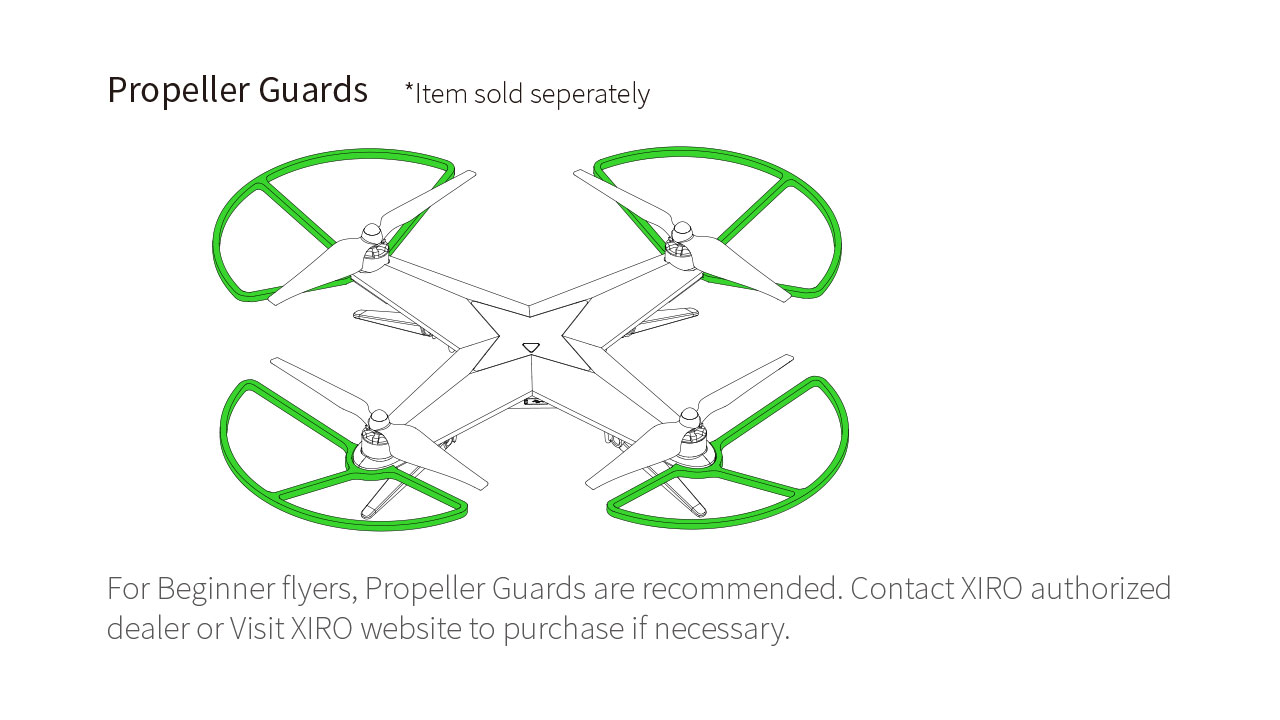 Propeller Guards *Item sold seperately
For Beginner flyers, Propeller Guards are recommended. Contact XIRO authorized
dealer or Visit XIRO website to purchase if necessary.